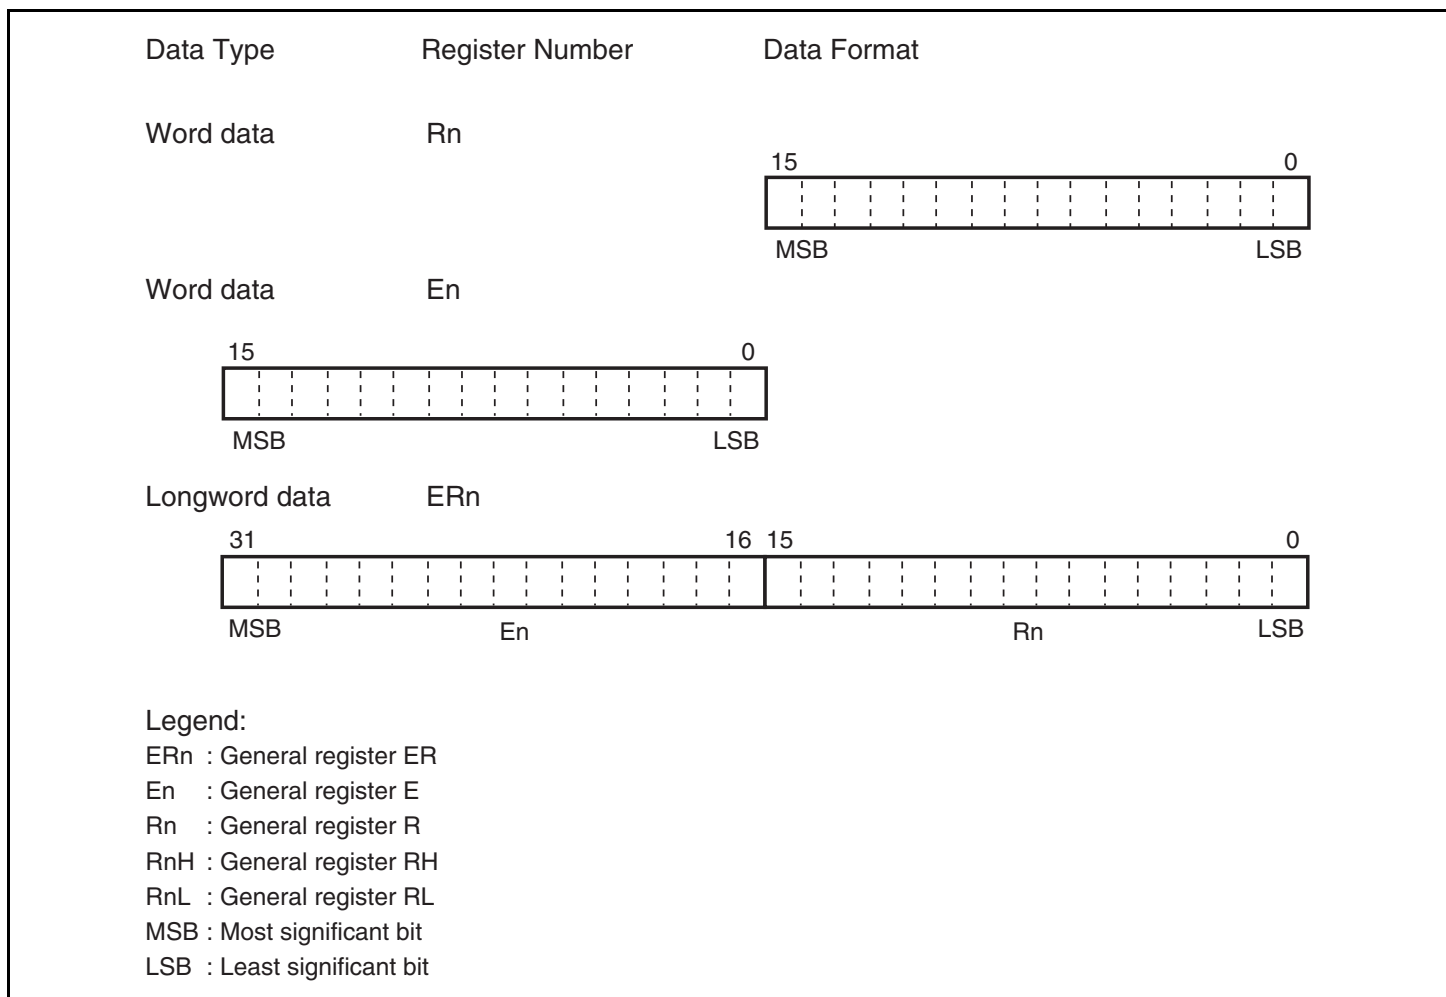 Data Type Register Number Data Format
Word data Rn
15 0
MSB LSB
Word data En
15 0
MSB LSB
Longword data ERn
31 16 15 0
MSB En Rn LSB
Legend:
ERn : General register ER
En : General register E
Rn : General register R
RnH : General register RH
RnL : General register RL
MSB : Most significant bit
LSB : Least significant bit